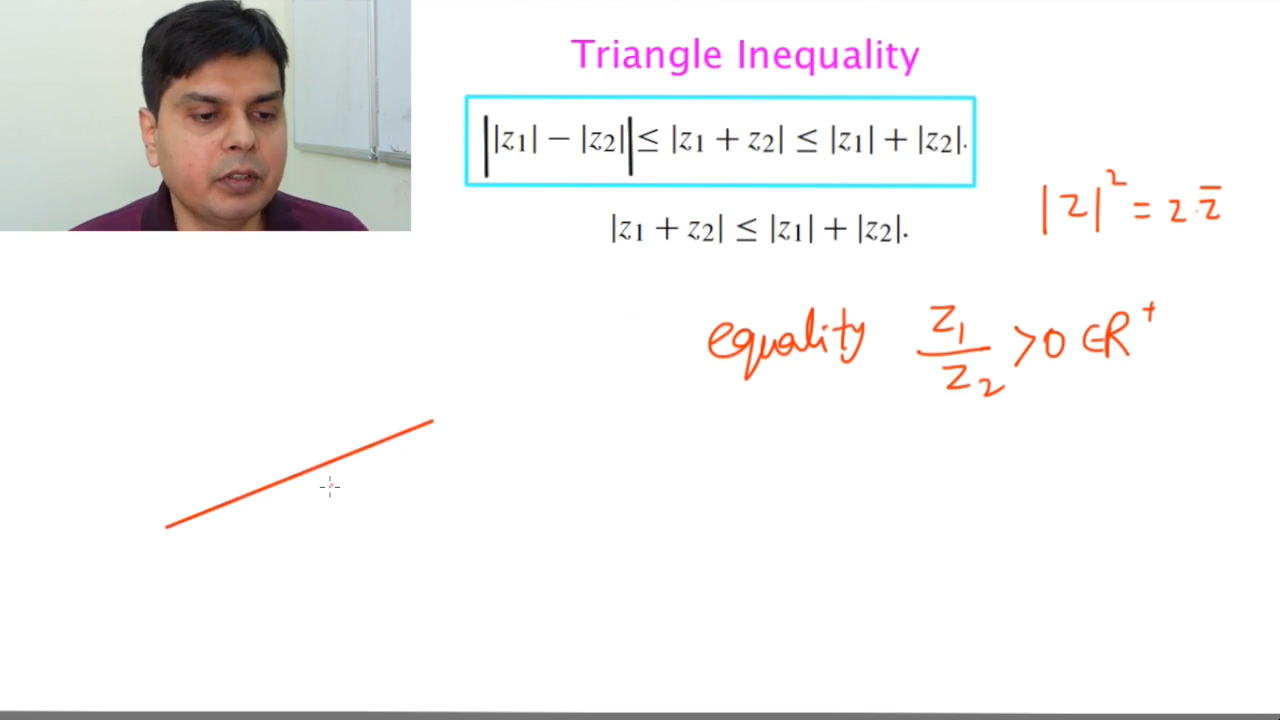 Triangle Inequality
||z₁| − |z₂|| ≤ |z₁ + z₂| ≤ |z₁| + |z₂|.
|z₁ + z₂| ≤ |z₁| + |z₂|.
|z|² = z·z̄
equality z₁/z₂ > 0 ∈ R⁺